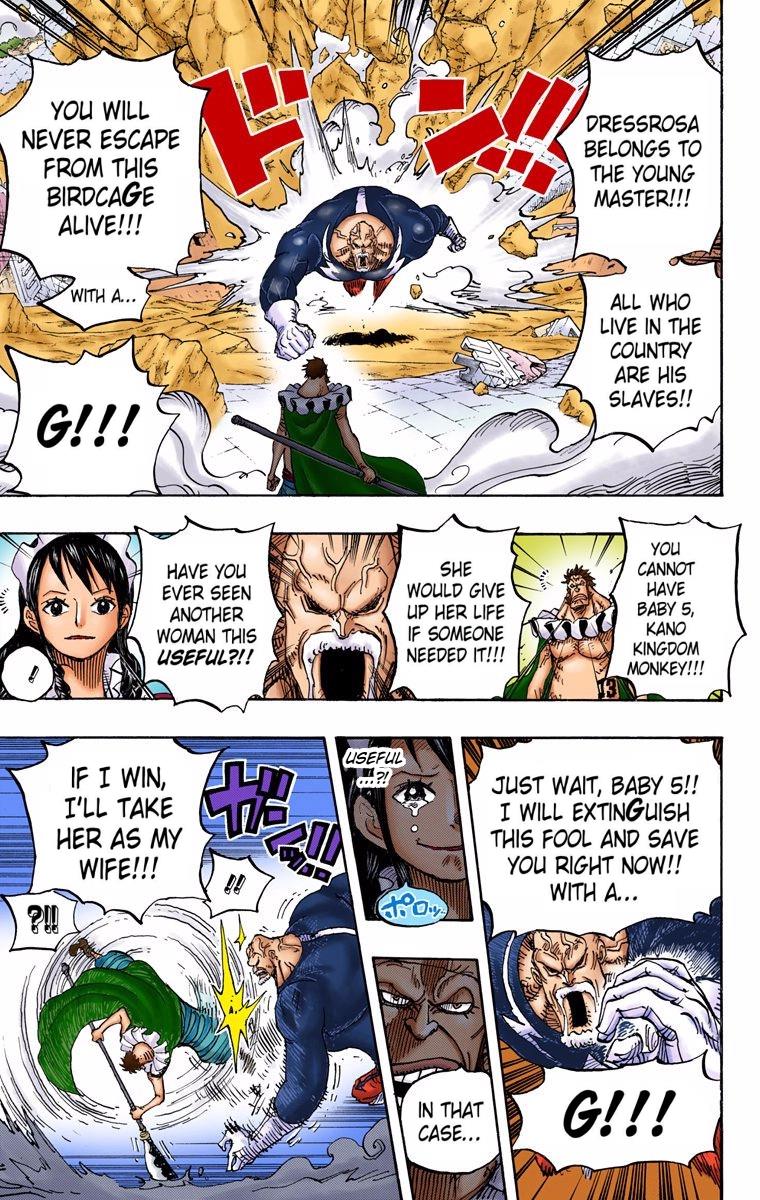 DRESSROSA
BELONGS TO
THE YOUNG
MASTER!!!
ALL WHO
LIVE IN THE
COUNTRY
ARE HIS
SLAVES!!
ドン!!
YOU WILL
NEVER ESCAPE
FROM THIS
BIRDCAGE
ALIVE!!!
WITH A...
G!!!
YOU
CANNOT
HAVE
BABY 5,
KANO
KINGDOM
MONKEY!!!
3
SHE
WOULD GIVE
UP HER LIFE
IF SOMEONE
NEEDED IT!!!
HAVE YOU
EVER SEEN
ANOTHER
WOMAN THIS
USEFUL?!!
!
JUST WAIT, BABY 5!!
I WILL EXTINGUISH
THIS FOOL AND SAVE
YOU RIGHT NOW!!
WITH A...
G!!!
USEFUL
...?!
ポロッ
IN THAT
CASE...
IF I WIN,
I'LL TAKE
HER AS MY
WIFE!!!
ガンッ!!
!!
?!!